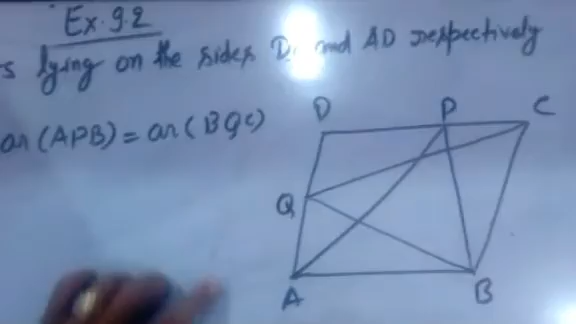 Ex. 9.2
lying on the sides D and AD respectively
ar (APB) = ar (BQC)
D P C
Q
A B